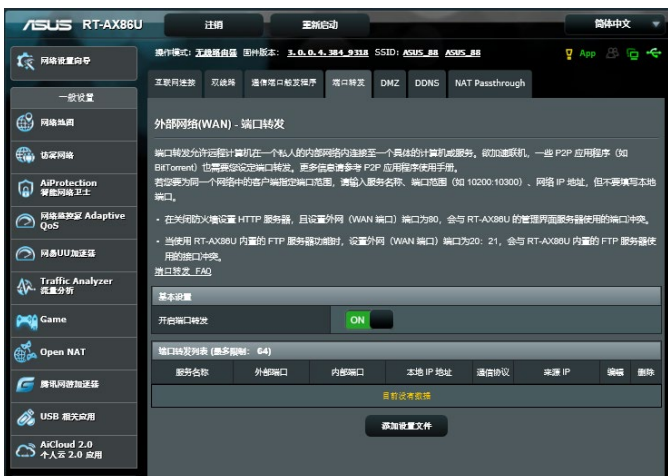 ASUS RT-AX86U
注销
重新启动
简体中文
操作模式: 无线路由器 固件版本: 3.0.0.4.384_9318 SSID: ASUS_88 ASUS_88
App
网络设置向导
一般设置
网络地图
访客网络
AiProtection
智能网络卫士
网络监控室 Adaptive
QoS
网易UU加速器
Traffic Analyzer
流量分析
Game
Open NAT
腾讯网游加速器
USB 相关应用
AiCloud 2.0
个人云 2.0 应用
互联网连接 双线路 通信端口触发程序 端口转发 DMZ DDNS NAT Passthrough
外部网络(WAN) - 端口转发
端口转发允许远程计算机在一个私人的内部网络内连接至一个具体的计算机或服务。欲加速联机，一些 P2P 应用程序（如
BitTorrent）也需要您设定端口转发。更多信息请参考 P2P 应用程序使用手册。
若您要为同一个网络中的客户端指定端口范围，请输入服务名称、端口范围（如 10200:10300）、网络 IP 地址，但不要填写本地
端口。
・在关闭防火墙设置 HTTP 服务器，且设置外网（WAN 端口）端口为80，会与 RT-AX86U 的管理界面服务器使用的端口冲突。
・当使用 RT-AX86U 内置的 FTP 服务器功能时，设置外网（WAN 端口）端口为20：21，会与 RT-AX86U 内置的 FTP 服务器使
用的接口冲突。
端口转发 FAQ
基本设置
开启端口转发 ON
端口转发列表 (最多限制： 64)
服务名称 外部端口 内部端口 本地 IP 地址 通信协议 来源 IP 编辑 删除
目前没有数据
添加设置文件